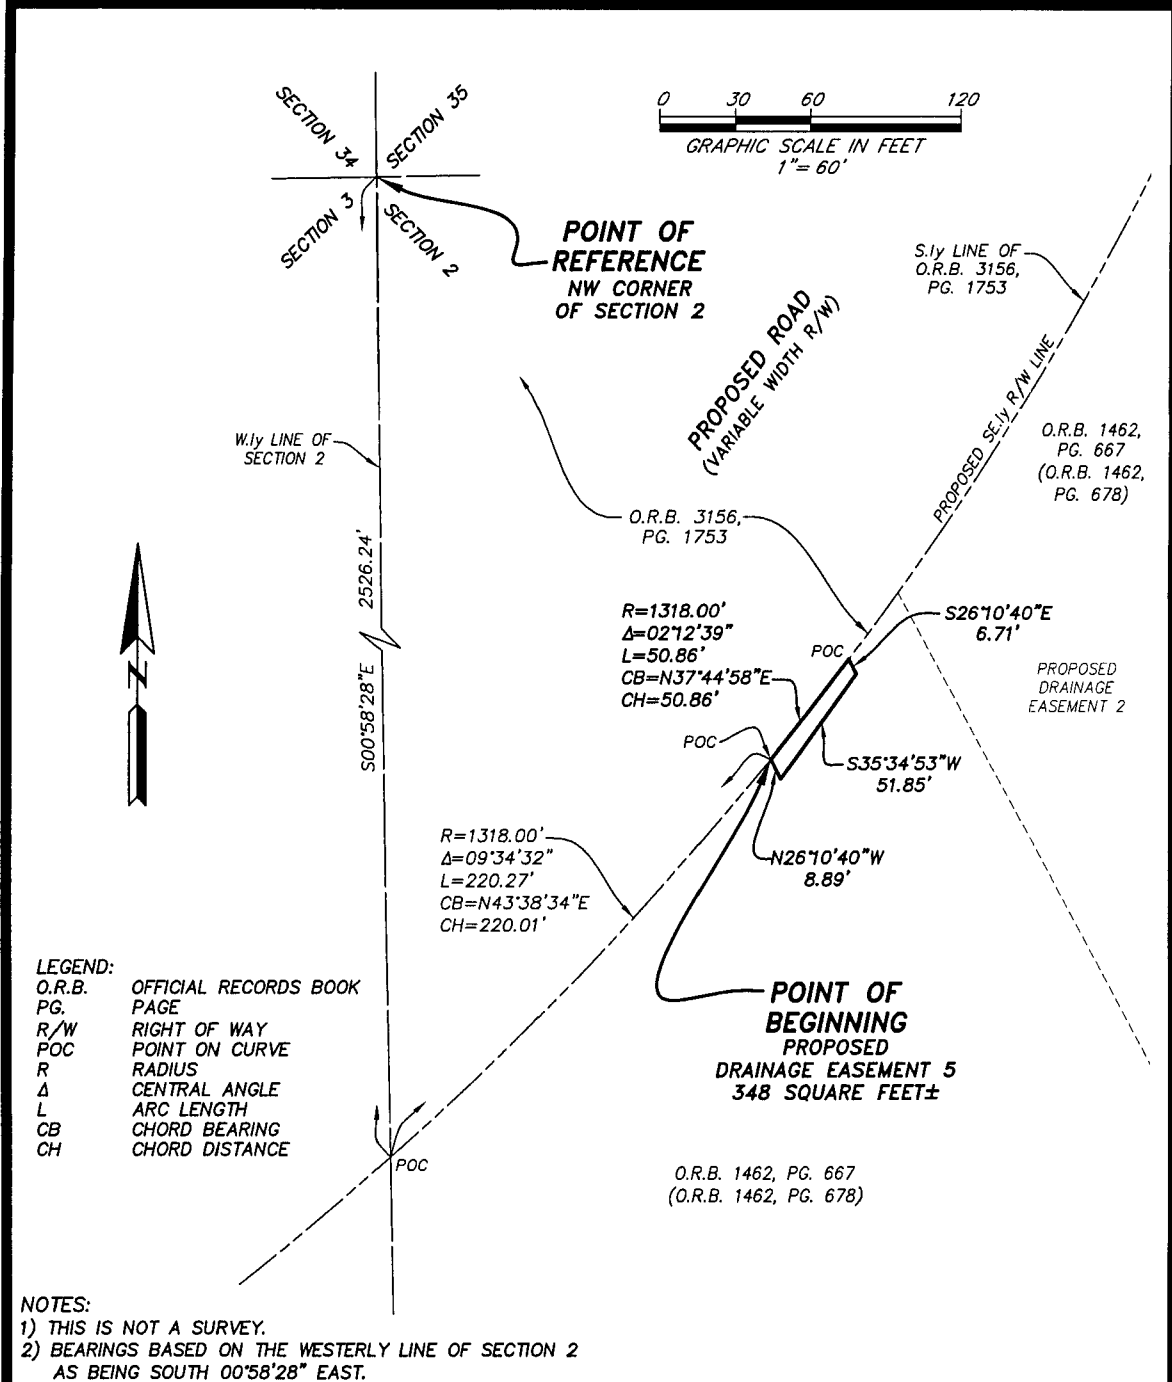 SECTION 34
SECTION 35
SECTION 3
SECTION 2
0 30 60 120
GRAPHIC SCALE IN FEET
1"= 60'
POINT OF
REFERENCE
NW CORNER
OF SECTION 2
S.ly LINE OF
O.R.B. 3156,
PG. 1753
PROPOSED ROAD
(VARIABLE WIDTH R/W)
PROPOSED SE.ly R/W LINE
W.ly LINE OF
SECTION 2
O.R.B. 1462,
PG. 667
(O.R.B. 1462,
PG. 678)
O.R.B. 3156,
PG. 1753
2526.24'
S00°58'28"E
N
R=1318.00'
Δ=02°12'39"
L=50.86'
CB=N37°44'58"E
CH=50.86'
POC
S26°10'40"E
6.71'
PROPOSED
DRAINAGE
EASEMENT 2
POC
S35°34'53"W
51.85'
R=1318.00'
Δ=09°34'32"
L=220.27'
CB=N43°38'34"E
CH=220.01'
N26°10'40"W
8.89'
LEGEND:
O.R.B. OFFICIAL RECORDS BOOK
PG. PAGE
R/W RIGHT OF WAY
POC POINT ON CURVE
R RADIUS
Δ CENTRAL ANGLE
L ARC LENGTH
CB CHORD BEARING
CH CHORD DISTANCE
POINT OF
BEGINNING
PROPOSED
DRAINAGE EASEMENT 5
348 SQUARE FEET±
POC
O.R.B. 1462, PG. 667
(O.R.B. 1462, PG. 678)
NOTES:
1) THIS IS NOT A SURVEY.
2) BEARINGS BASED ON THE WESTERLY LINE OF SECTION 2
AS BEING SOUTH 00°58'28" EAST.